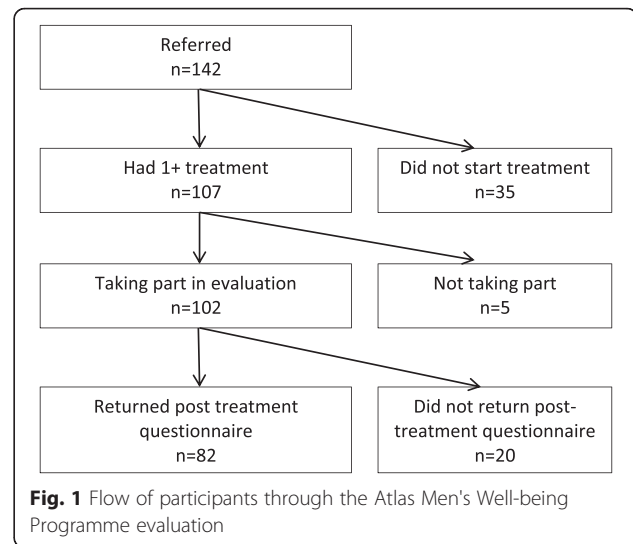 Referred
n=142
Had 1+ treatment
n=107
Did not start treatment
n=35
Taking part in evaluation
n=102
Not taking part
n=5
Returned post treatment
questionnaire
n=82
Did not return post-
treatment questionnaire
n=20
Fig. 1 Flow of participants through the Atlas Men's Well-being
Programme evaluation